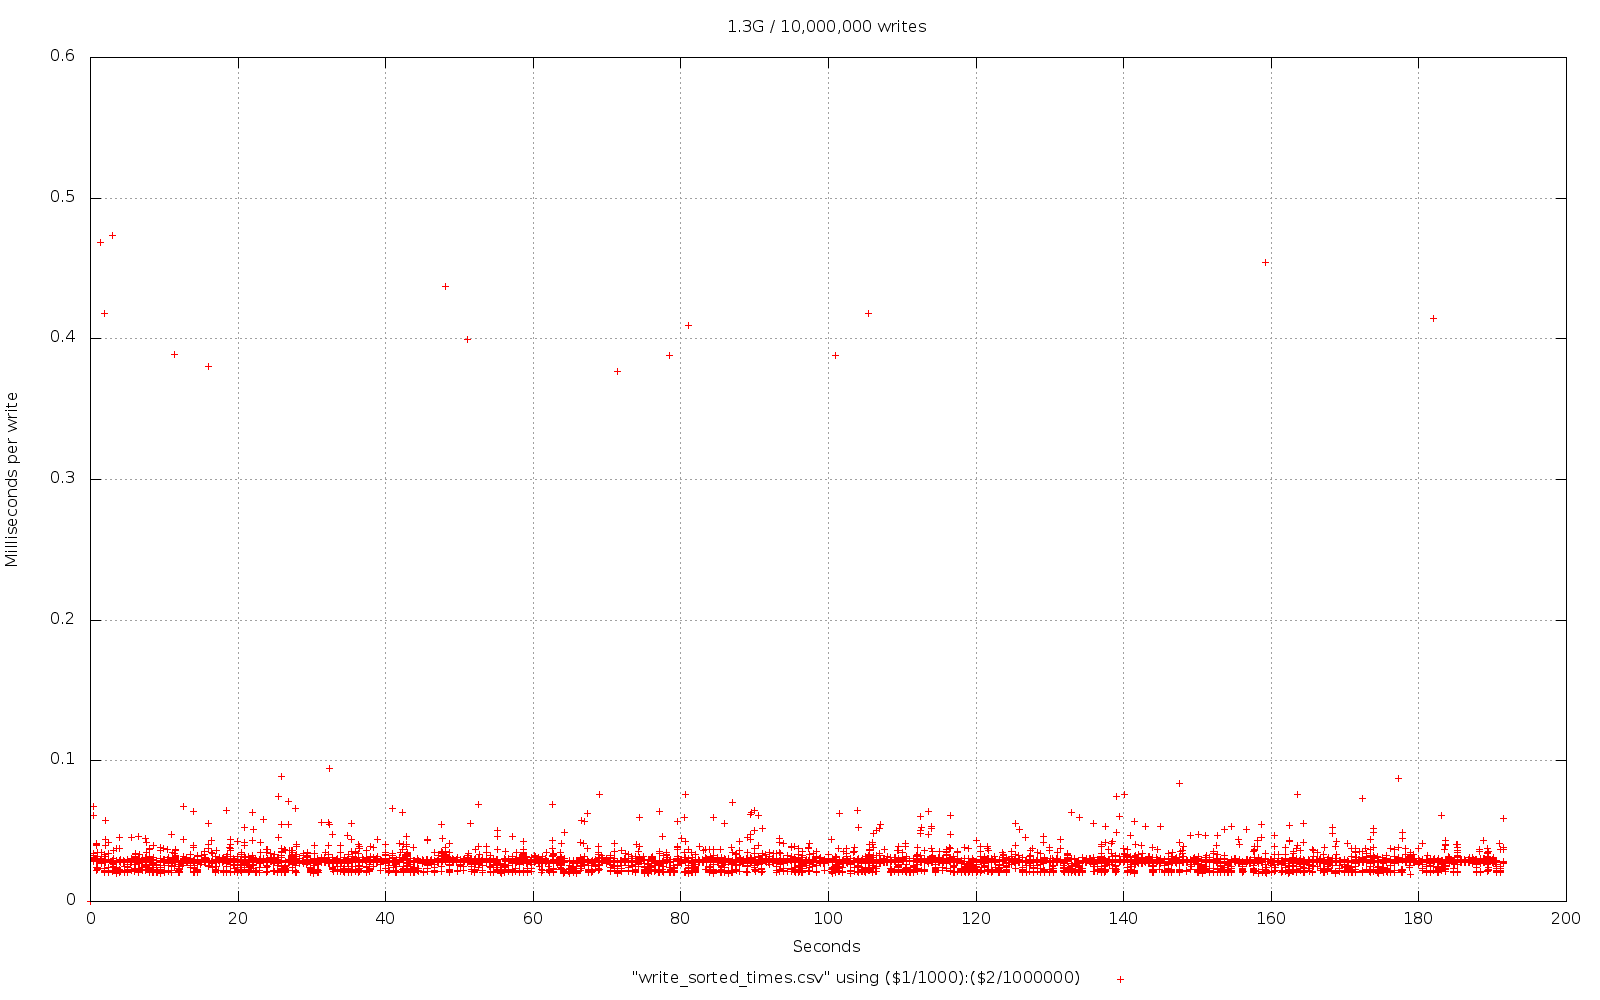 1.3G / 10,000,000 writes
0.6
0.5
0.4
0.3
0.2
0.1
0
Milliseconds per write
0 20 40 60 80 100 120 140 160 180 200
Seconds
"write_sorted_times.csv" using ($1/1000):($2/1000000)